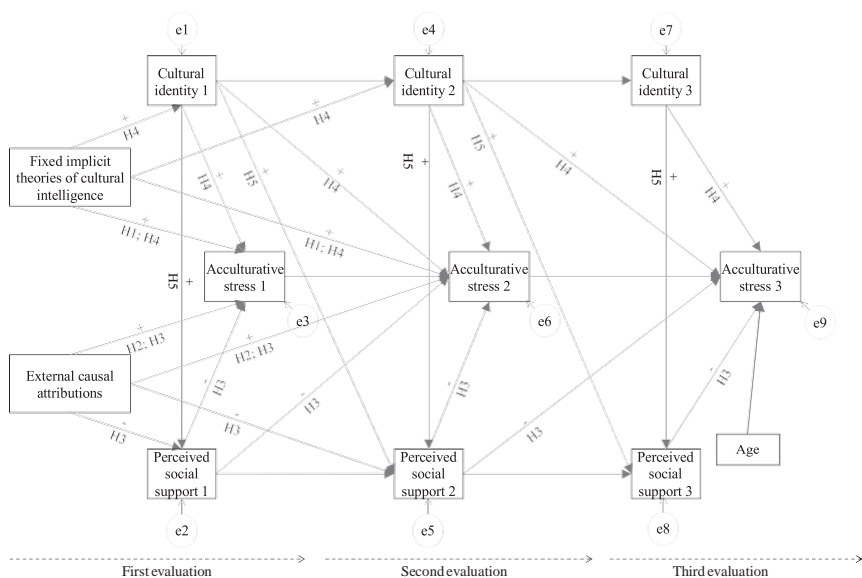 e1
e4
e7
Cultural
identity 1
Cultural
identity 2
Cultural
identity 3
+
H4
+
H4
Fixed implicit
theories of cultural
intelligence
+
H4
H5
+
H4
H5
+
+
H4
H5
+
H4
H5
+
+
H4
+
H1; H4
+
H1; H4
Acculturative
stress 1
Acculturative
stress 2
Acculturative
stress 3
H5
+
e3
e6
e9
+
H2; H3
+
H2; H3
External causal
attributions
-
H3
-
H3
-
H3
-
H3
-
H3
-
H3
-
H3
Age
Perceived
social
support 1
Perceived
social
support 2
Perceived
social
support 3
e2
e5
e8
First evaluation
Second evaluation
Third evaluation